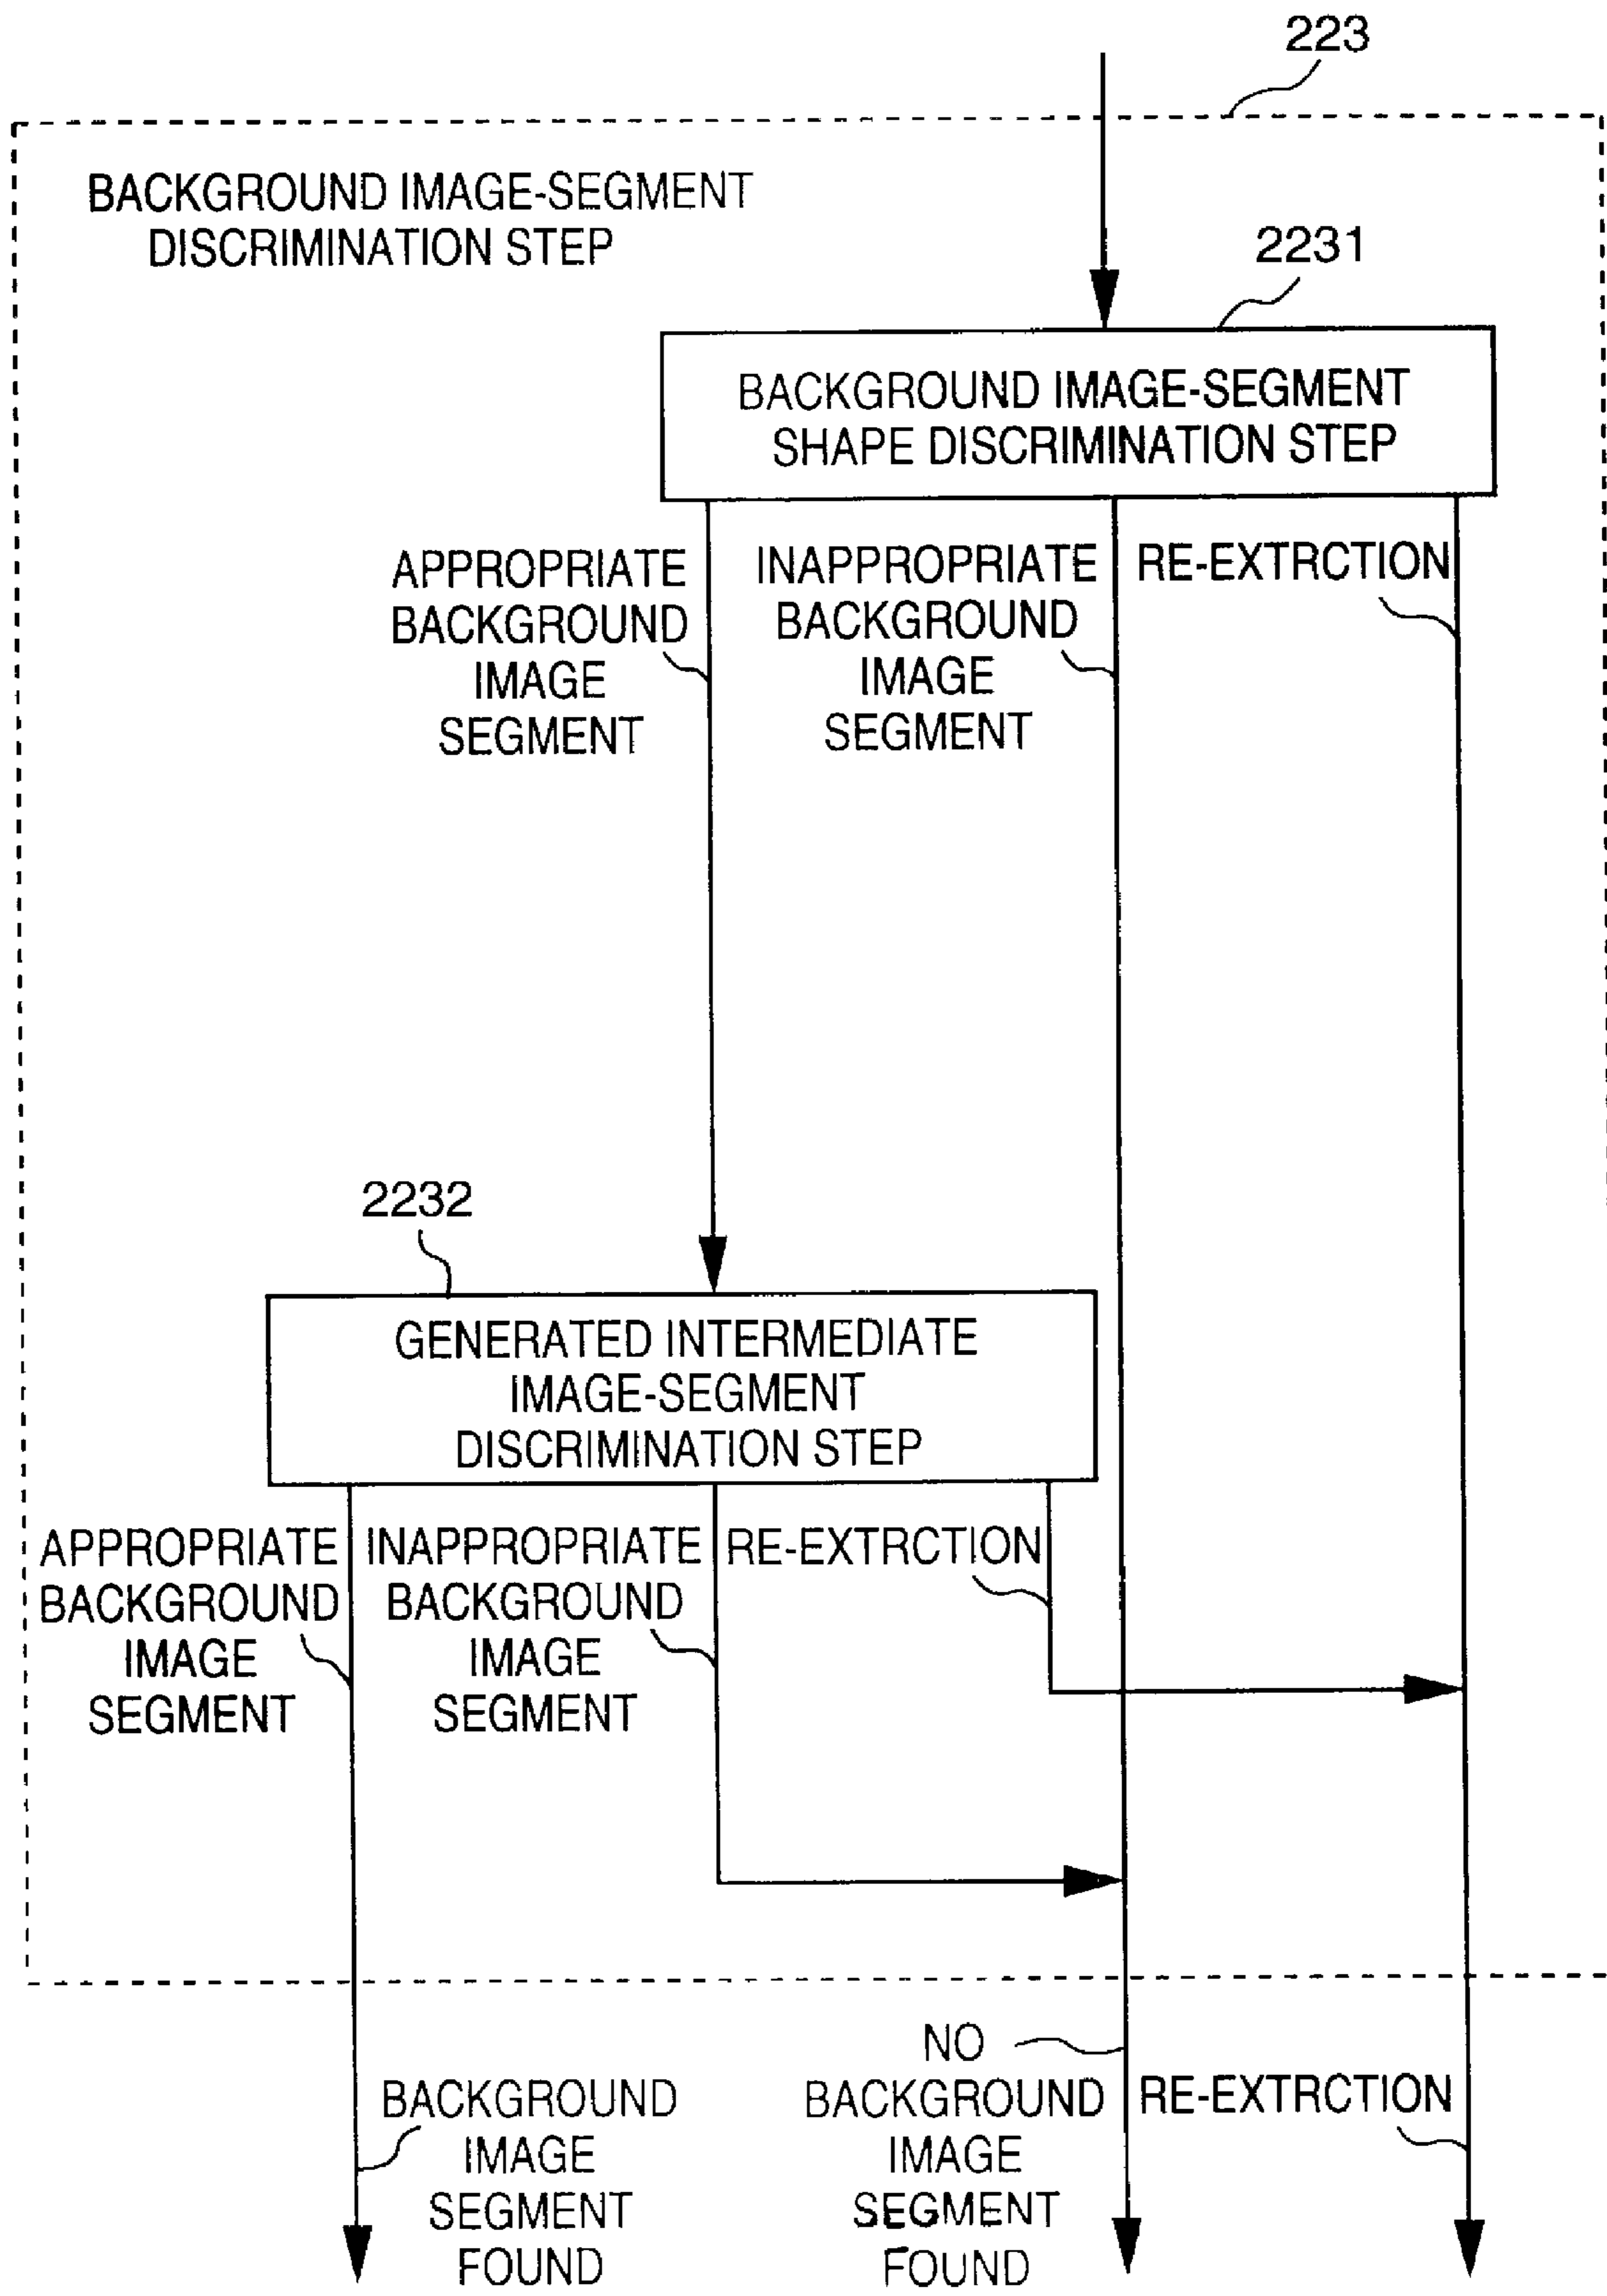 223
BACKGROUND IMAGE-SEGMENT
DISCRIMINATION STEP
2231
BACKGROUND IMAGE-SEGMENT
SHAPE DISCRIMINATION STEP
APPROPRIATE
BACKGROUND
IMAGE
SEGMENT
INAPPROPRIATE
BACKGROUND
IMAGE
SEGMENT
RE-EXTRCTION
2232
GENERATED INTERMEDIATE
IMAGE-SEGMENT
DISCRIMINATION STEP
APPROPRIATE
BACKGROUND
IMAGE
SEGMENT
INAPPROPRIATE
BACKGROUND
IMAGE
SEGMENT
RE-EXTRCTION
BACKGROUND
IMAGE
SEGMENT
FOUND
NO
BACKGROUND
IMAGE
SEGMENT
FOUND
RE-EXTRCTION